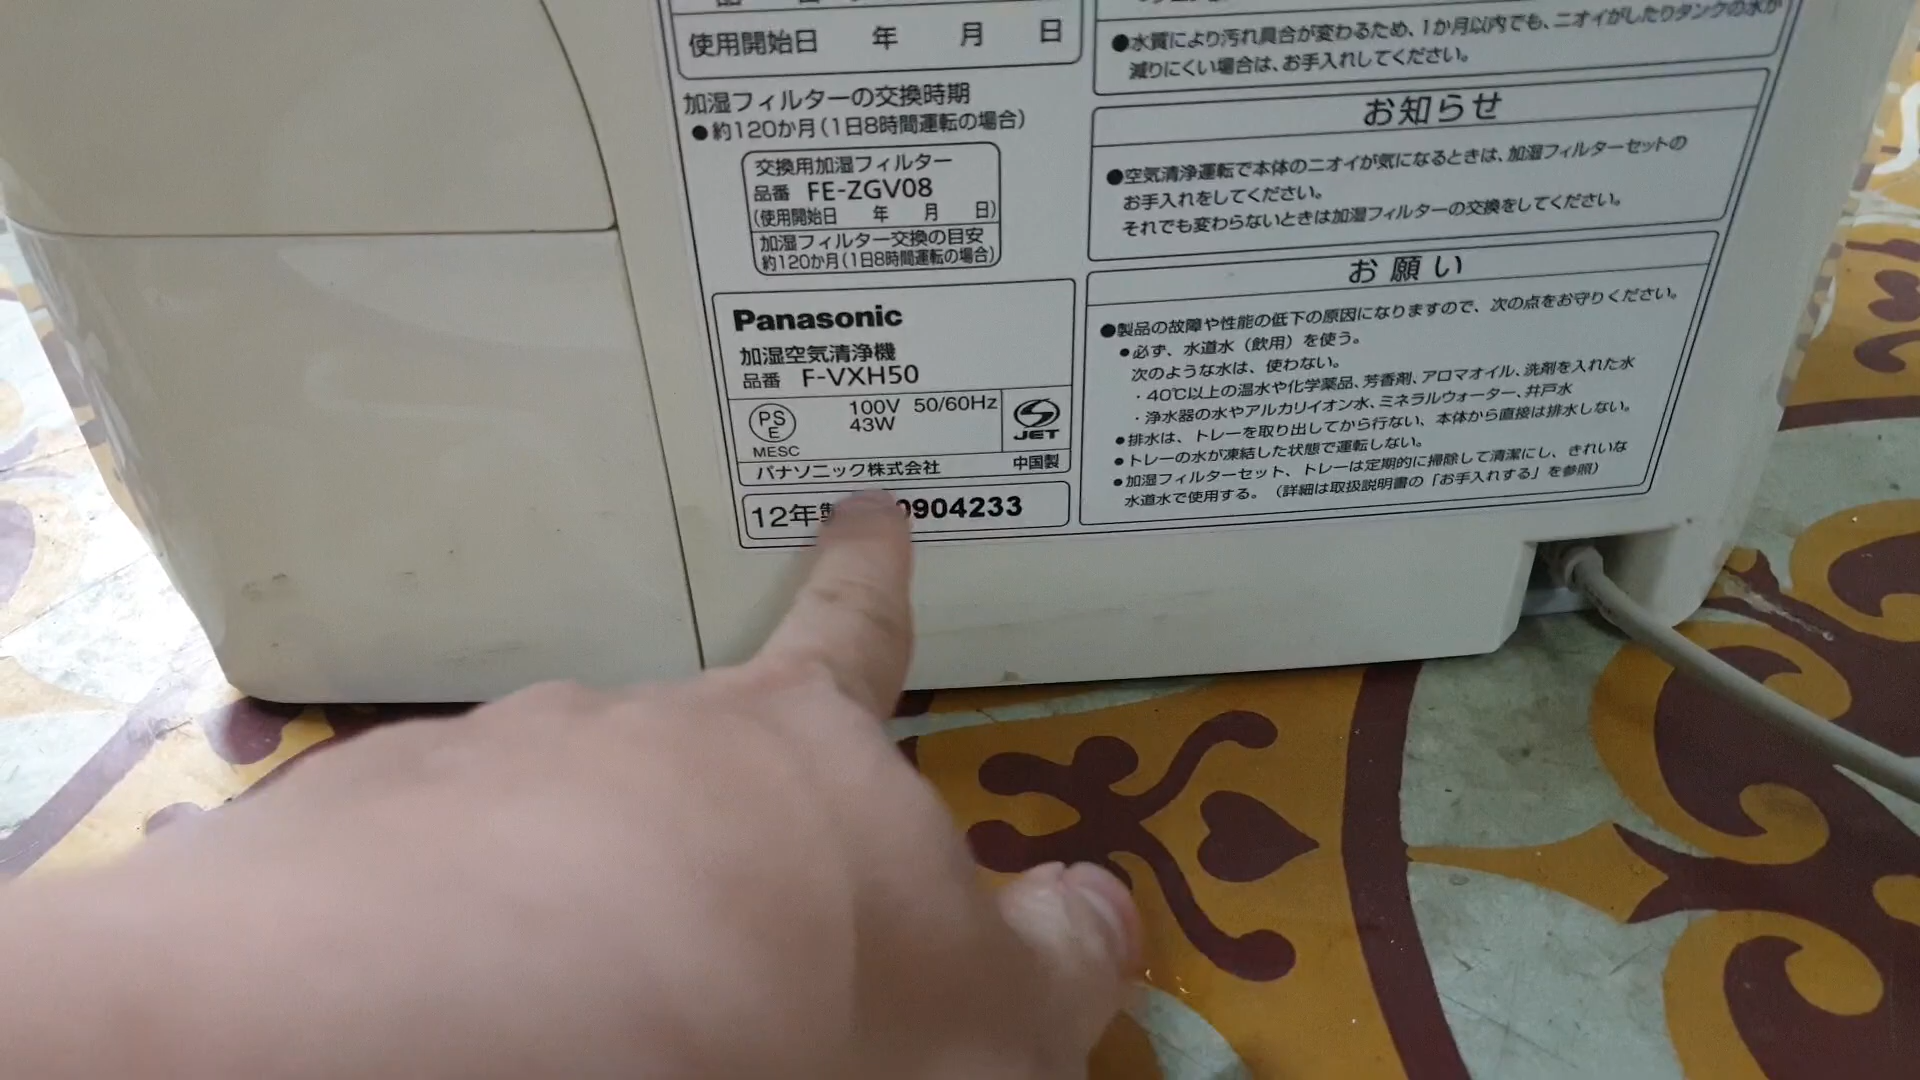 使用開始日 年 月 日
加湿フィルターの交換時期
●約120か月(1日8時間運転の場合)
交換用加湿フィルター
品番 FE-ZGV08
(使用開始日 年 月 日)
加湿フィルター交換の目安
約120か月(1日8時間運転の場合)
Panasonic
加湿空気清浄機
品番 F-VXH50
PS
E
MESC
100V 50/60Hz
43W
JET
パナソニック株式会社 中国製
12年 0904233
●水質により汚れ具合が変わるため、1か月以内でも、ニオイがしたりタンクの水が
減りにくい場合は、お手入れしてください。
お知らせ
●空気清浄運転で本体のニオイが気になるときは、加湿フィルターセットの
お手入れをしてください。
それでも変わらないときは加湿フィルターの交換をしてください。
お願い
●製品の故障や性能の低下の原因になりますので、次の点をお守りください。
●必ず、水道水(飲用)を使う。
次のような水は、使わない。
・40℃以上の温水や化学薬品、芳香剤、アロマオイル、洗剤を入れた水
・浄水器の水やアルカリイオン水、ミネラルウォーター、井戸水
●排水は、トレーを取り出してから行ない、本体から直接は排水しない。
●トレーの水が凍結した状態で運転しない。
●加湿フィルターセット、トレーは定期的に掃除して清潔にし、きれいな
水道水で使用する。(詳細は取扱説明書の「お手入れする」を参照)